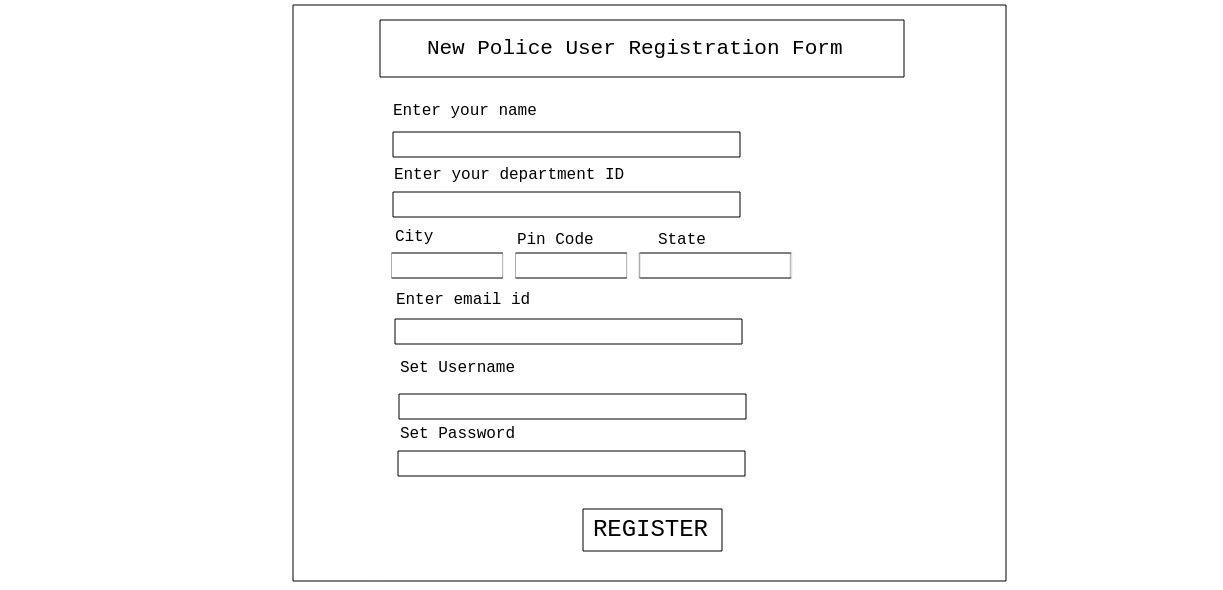 New Police User Registration Form
Enter your name
Enter your department ID
City Pin Code State
Enter email id
Set Username
Set Password
REGISTER